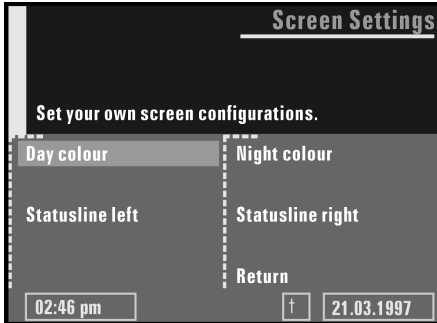 Screen Settings
Set your own screen configurations.
Day colour Night colour
Statusline left Statusline right
Return
02:46 pm † 21.03.1997